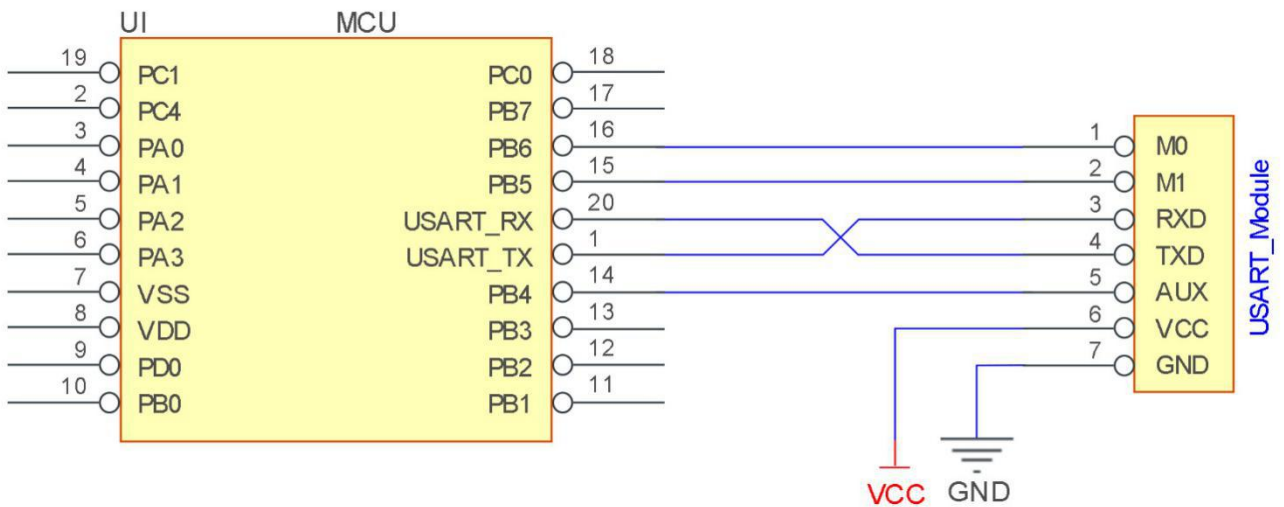 UI MCU
19 PC1 PC0 18
2 PC4 PB7 17
3 PA0 PB6 16
4 PA1 PB5 15
5 PA2 USART_RX 20
6 PA3 USART_TX 1
7 VSS PB4 14
8 VDD PB3 13
9 PD0 PB2 12
10 PB0 PB1 11
1 M0
2 M1
3 RXD
4 TXD
5 AUX
6 VCC
7 GND
USART_Module
VCC GND